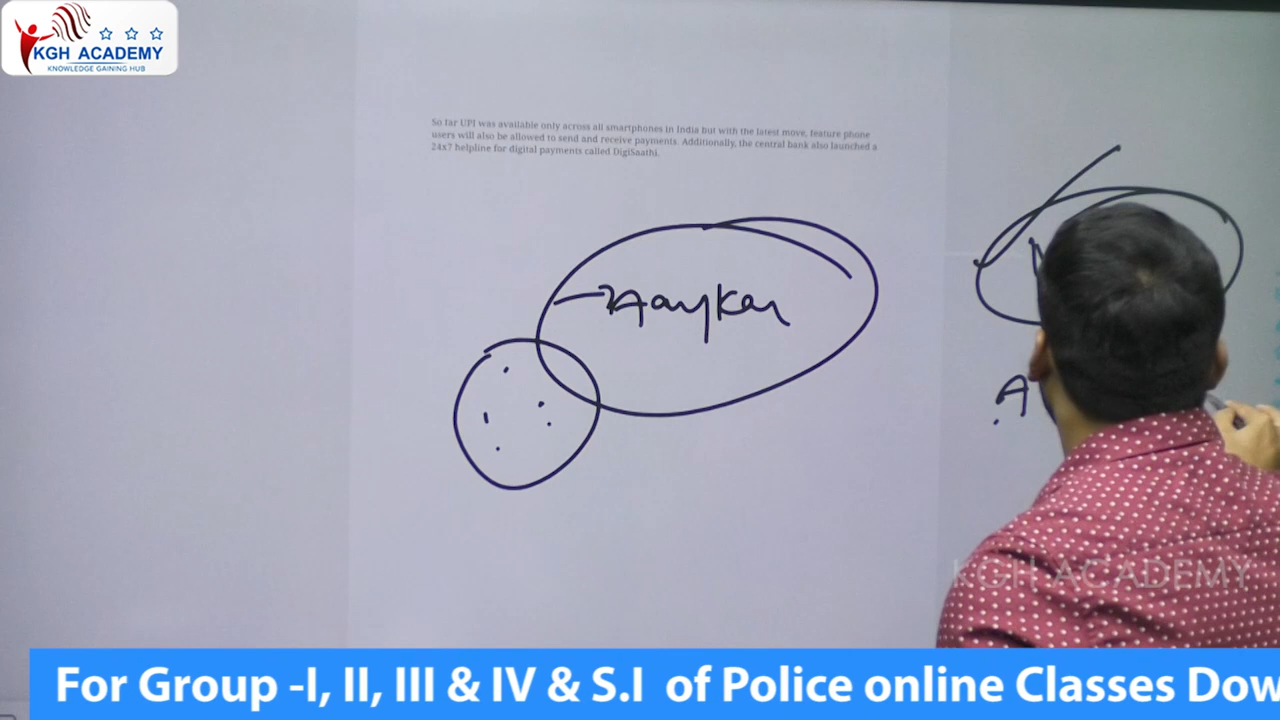 KGH ACADEMY
KNOWLEDGE GAINING HUB
So far UPI was available only across all smartphones in India but with the latest move, feature phone
users will also be allowed to send and receive payments. Additionally, the central bank also launched a
24x7 helpline for digital payments called DigiSaathi.
Aaykar
A
KGH ACADEMY
For Group -I, II, III & IV & S.I of Police online Classes Dow